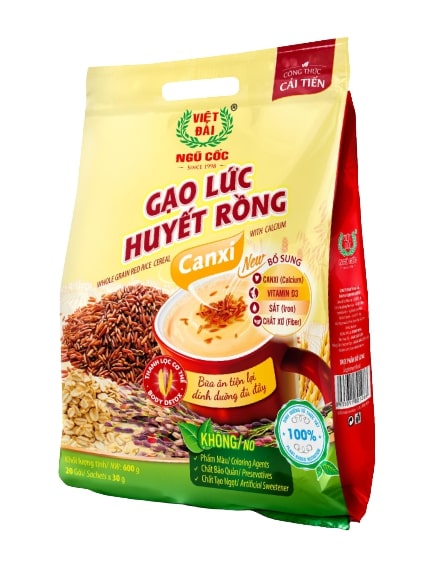 CÔNG THỨC
CẢI TIẾN
VIỆT
ĐÀI
®
NGŨ CỐC
SINCE 1998
GẠO LỨC
HUYẾT RỒNG
WHOLE GRAIN RED RICE CEREAL
WITH CALCIUM
Canxi
New BỔ SUNG
CANXI (Calcium)
VITAMIN D3
SẮT (Iron)
CHẤT XƠ (Fiber)
THANH LỌC CƠ THỂ
BODY DETOX
Bữa ăn tiện lợi
dinh dưỡng đủ đầy
KHÔNG/NO
Phẩm Màu/ Coloring Agents
Chất Bảo Quản/ Presevatives
Chất Tạo Ngọt/ Artificial Sweetener
100%
Khối lượng tịnh/ NW: 600 g
20 Gói/ Sachets x 30 g
VIỆT
ĐÀI